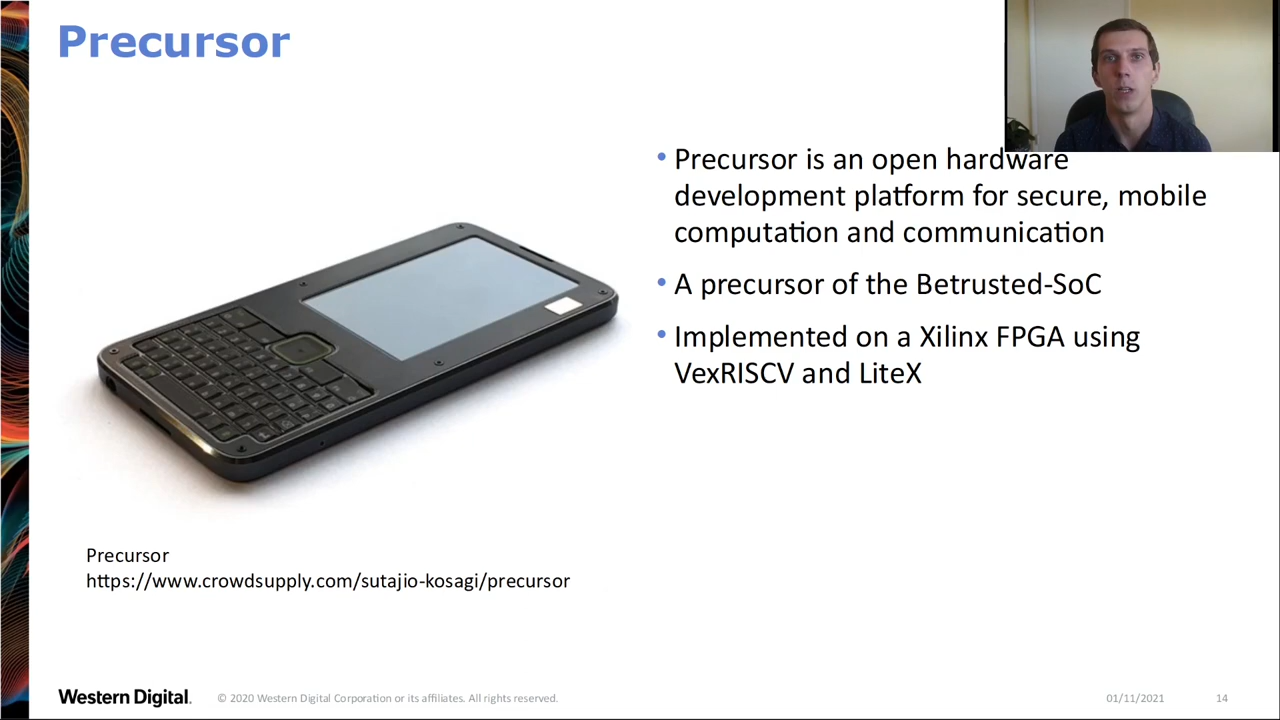 Precursor
• Precursor is an open hardware
development platform for secure, mobile
computation and communication
• A precursor of the Betrusted-SoC
• Implemented on a Xilinx FPGA using
VexRISCV and LiteX
Precursor
https://www.crowdsupply.com/sutajio-kosagi/precursor
Western Digital.
© 2020 Western Digital Corporation or its affiliates. All rights reserved.
01/11/2021
14